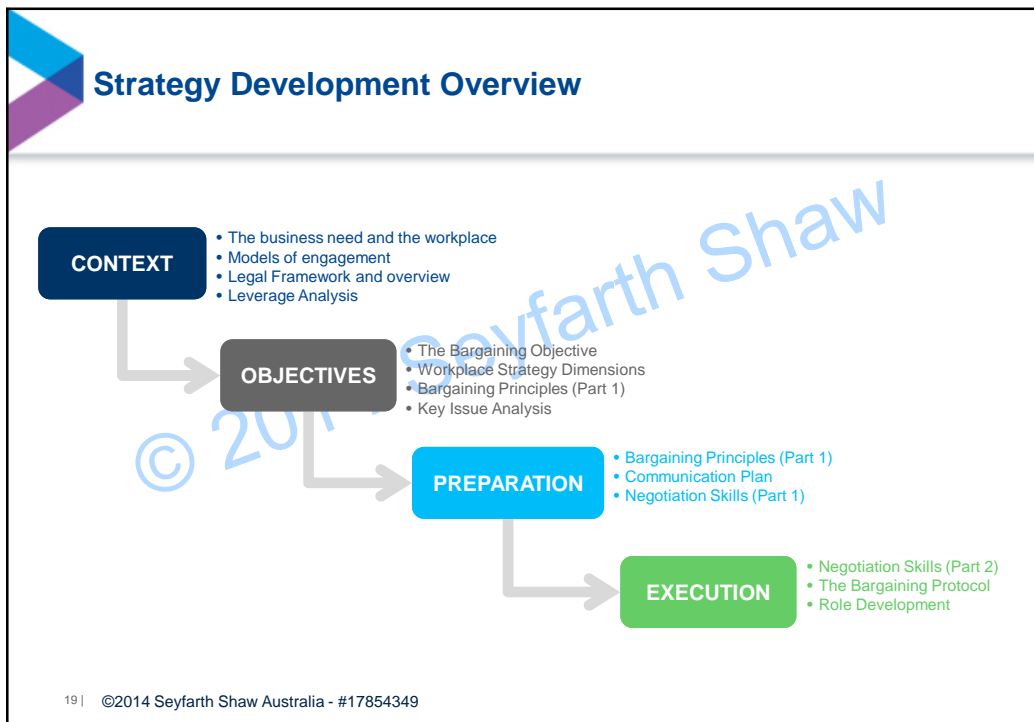 Strategy Development Overview
CONTEXT
• The business need and the workplace
• Models of engagement
• Legal Framework and overview
• Leverage Analysis
OBJECTIVES
• The Bargaining Objective
• Workplace Strategy Dimensions
• Bargaining Principles (Part 1)
• Key Issue Analysis
PREPARATION
• Bargaining Principles (Part 1)
• Communication Plan
• Negotiation Skills (Part 1)
EXECUTION
• Negotiation Skills (Part 2)
• The Bargaining Protocol
• Role Development
© 2014 Seyfarth Shaw
19 | ©2014 Seyfarth Shaw Australia - #17854349